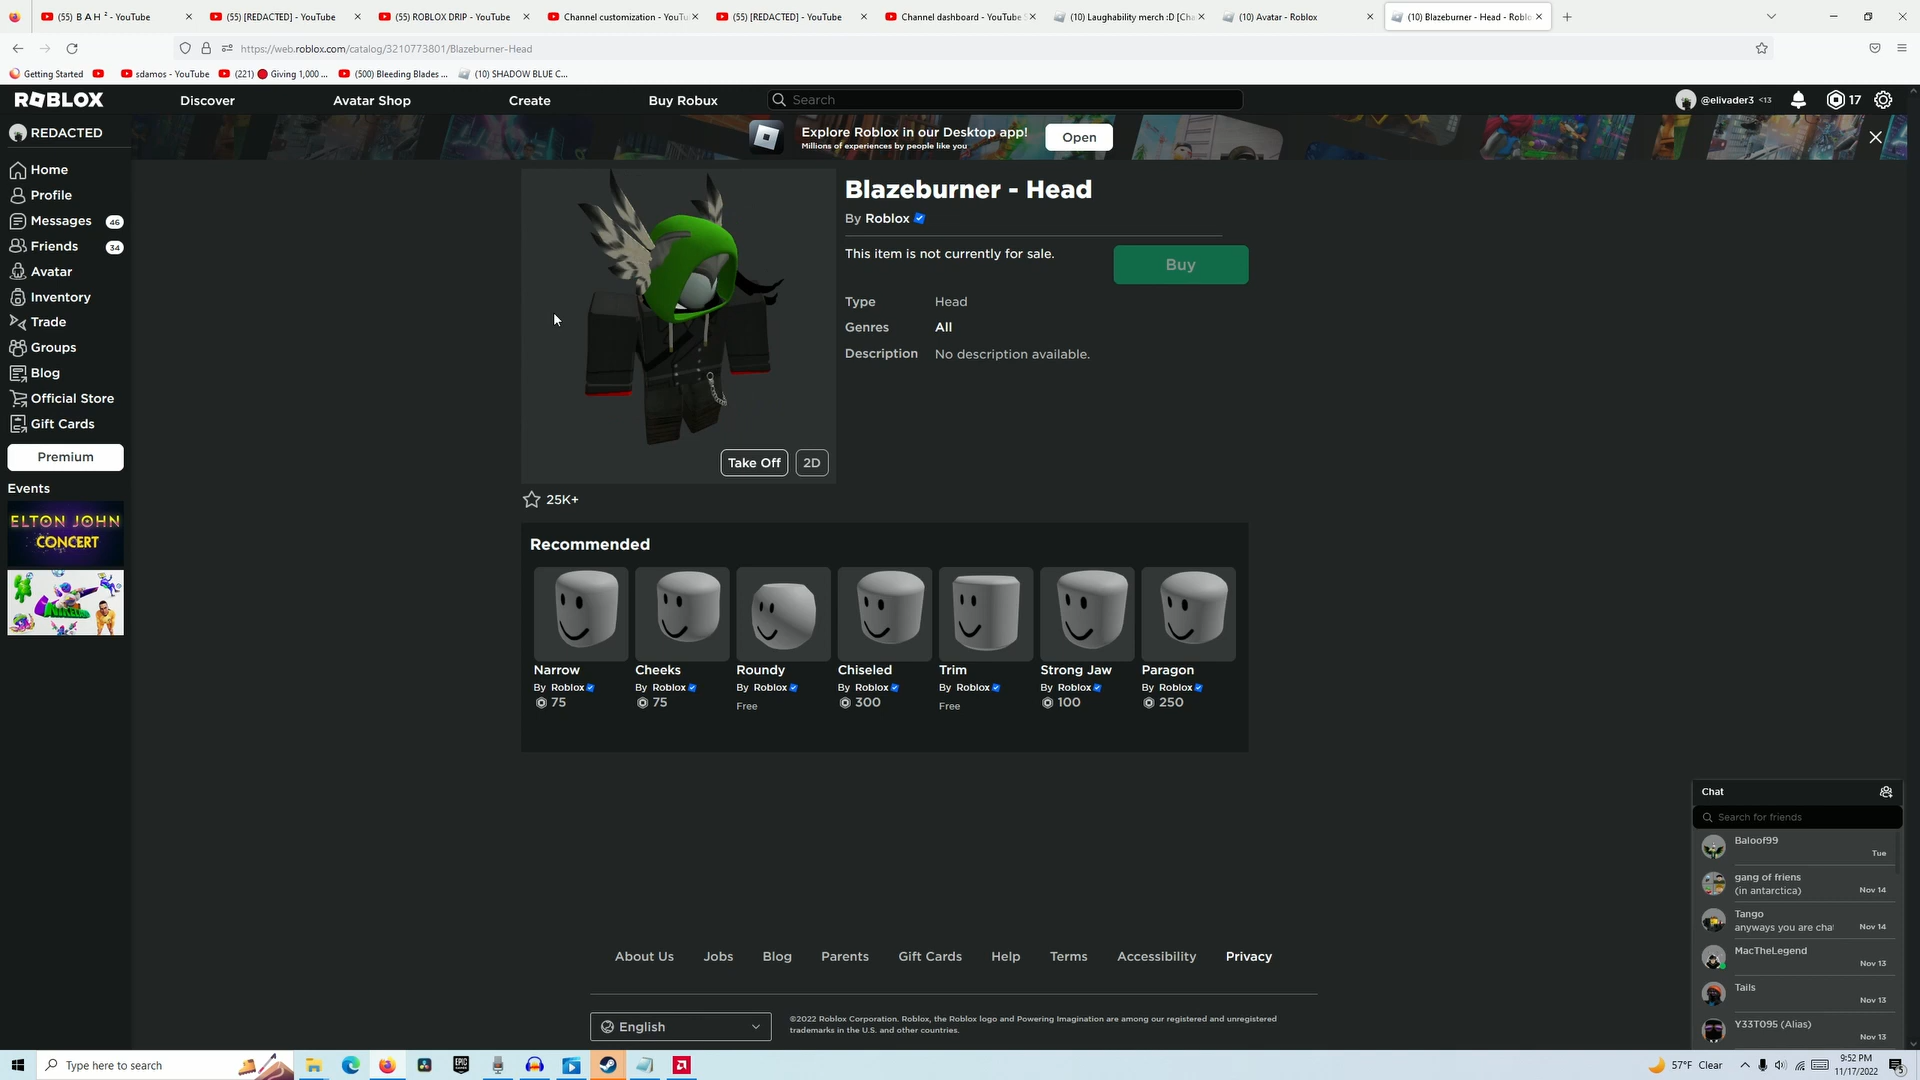 (55) B A H ² - YouTube
(55) [REDACTED] - YouTube
(55) ROBLOX DRIP - YouTube
Channel customization - YouTu
(55) [REDACTED] - YouTube
Channel dashboard - YouTube S
(10) Laughability merch :D [Cha
(10) Avatar - Roblox
(10) Blazeburner - Head - Roblo
https://web.roblox.com/catalog/3210773801/Blazeburner-Head
Getting Started
sdamos - YouTube
(221) 🔴 Giving 1,000 ...
(500) Bleeding Blades ...
(10) SHADOW BLUE C...
ROBLOX
Discover
Avatar Shop
Create
Buy Robux
Search
@elivader3 <13
17
REDACTED
Explore Roblox in our Desktop app!
Millions of experiences by people like you
Open
Home
Profile
Messages 46
Friends 34
Avatar
Inventory
Trade
Groups
Blog
Official Store
Gift Cards
Premium
Events
ELTON JOHN
CONCERT
Blazeburner - Head
By Roblox
This item is not currently for sale.
Buy
Type Head
Genres All
Description No description available.
Take Off
2D
25K+
Recommended
Narrow
By Roblox
75
Cheeks
By Roblox
75
Roundy
By Roblox
Free
Chiseled
By Roblox
300
Trim
By Roblox
Free
Strong Jaw
By Roblox
100
Paragon
By Roblox
250
Chat
Search for friends
Baloof99
Tue
gang of friens
(in antarctica)
Nov 14
Tango
anyways you are cha
Nov 14
MacTheLegend
Nov 13
Tails
Nov 13
Y33T095 (Alias)
Nov 13
About Us
Jobs
Blog
Parents
Gift Cards
Help
Terms
Accessibility
Privacy
English
©2022 Roblox Corporation. Roblox, the Roblox logo and Powering Imagination are among our registered and unregistered
trademarks in the U.S. and other countries.
Type here to search
57°F Clear
9:52 PM
11/17/2022
5